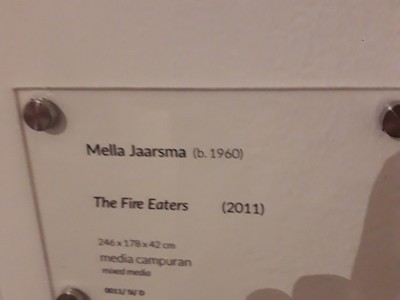 Mella Jaarsma (b. 1960)
The Fire Eaters (2011)
246 x 178 x 42 cm
media campuran
mixed media